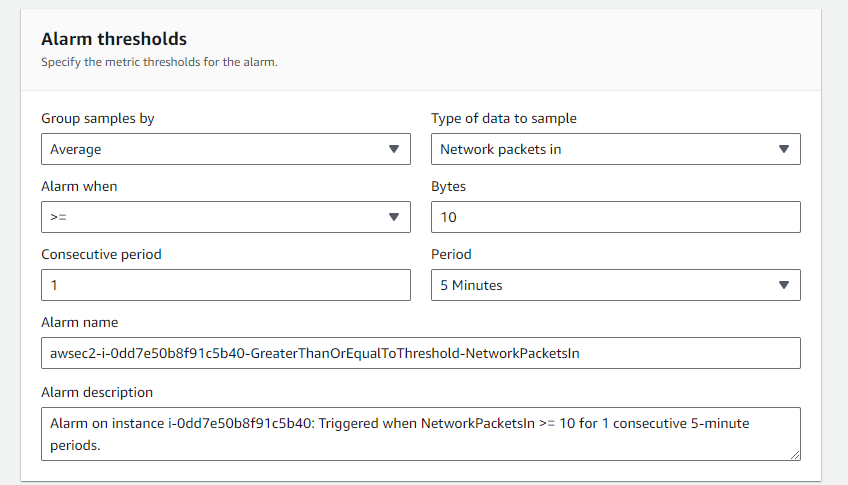 Alarm thresholds
Specify the metric thresholds for the alarm.
Group samples by
Type of data to sample
Average
Network packets in
Alarm when
Bytes
>=
10
Consecutive period
Period
1
5 Minutes
Alarm name
awsec2-i-0dd7e50b8f91c5b40-GreaterThanOrEqualToThreshold-NetworkPacketsIn
Alarm description
Alarm on instance i-0dd7e50b8f91c5b40: Triggered when NetworkPacketsIn >= 10 for 1 consecutive 5-minute
periods.